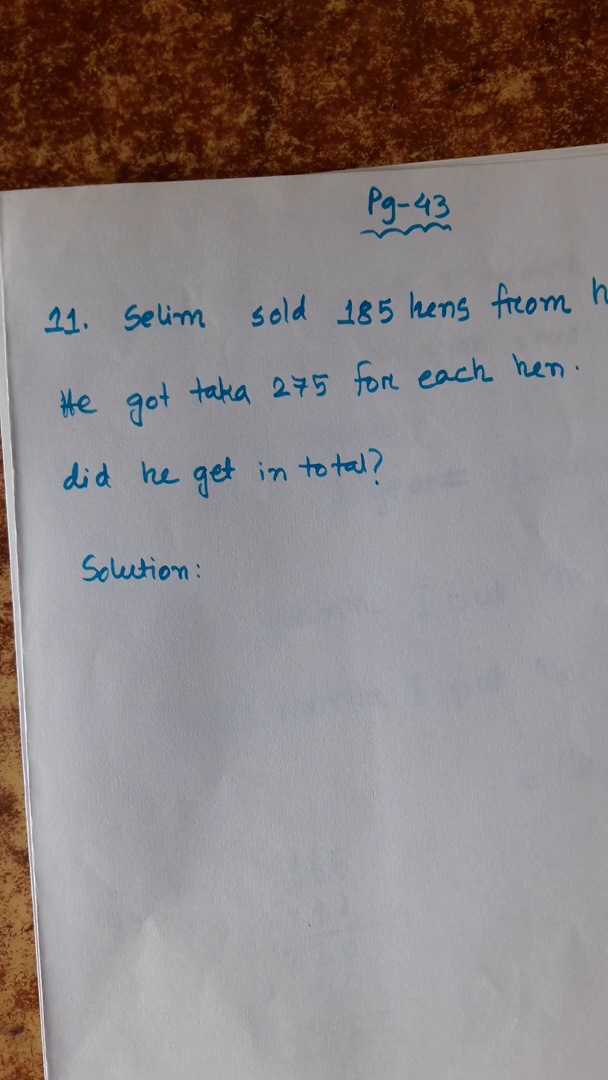 Pg-43
11. Selim sold 185 hens from h
He got taka 275 for each hen.
did he get in total?
Solution: